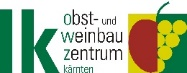 lk obst- und
weinbau
zentrum
kärnten